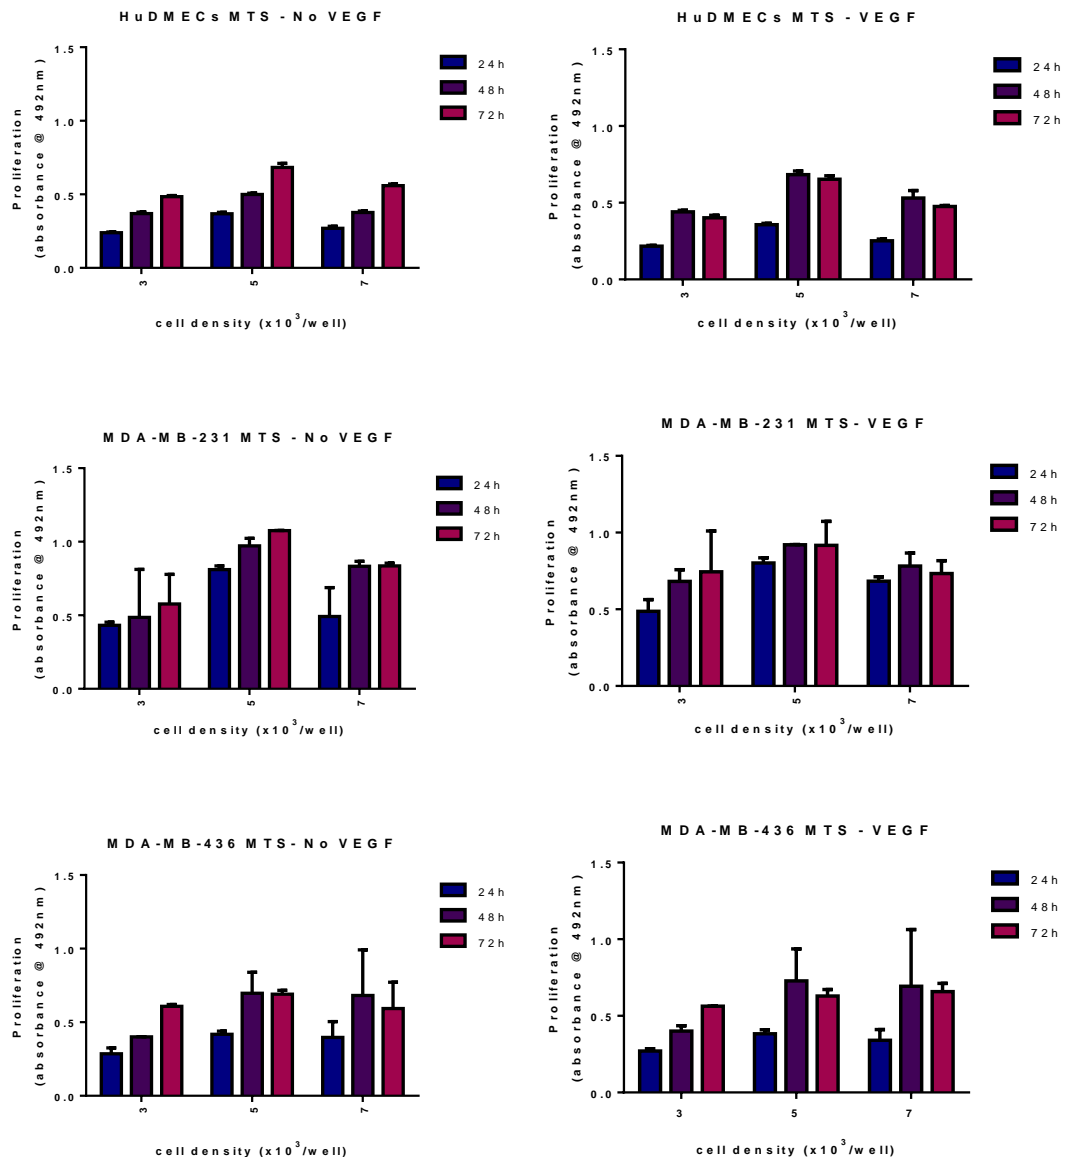 HuDMECs MTS - No VEGF
Proliferation
(absorbance @ 492nm)
1.5
1.0
0.5
0.0
3
5
7
cell density (x10³/well)
24h
48h
72h
HuDMECs MTS - VEGF
Proliferation
(absorbance @ 492nm)
1.5
1.0
0.5
0.0
3
5
7
cell density (x10³/well)
24h
48h
72h
MDA-MB-231 MTS - No VEGF
Proliferation
(absorbance @ 492nm)
1.5
1.0
0.5
0.0
3
5
7
cell density (x10³/well)
24h
48h
72h
MDA-MB-231 MTS- VEGF
Proliferation
(absorbance @ 492nm)
1.5
1.0
0.5
0.0
3
5
7
cell density (x10³/well)
24h
48h
72h
MDA-MB-436 MTS- No VEGF
Proliferation
(absorbance @ 492nm)
1.5
1.0
0.5
0.0
3
5
7
cell density (x10³/well)
24h
48h
72h
MDA-MB-436 MTS - VEGF
Proliferation
(absorbance @ 492nm)
1.5
1.0
0.5
0.0
3
5
7
cell density (x10³/well)
24h
48h
72h